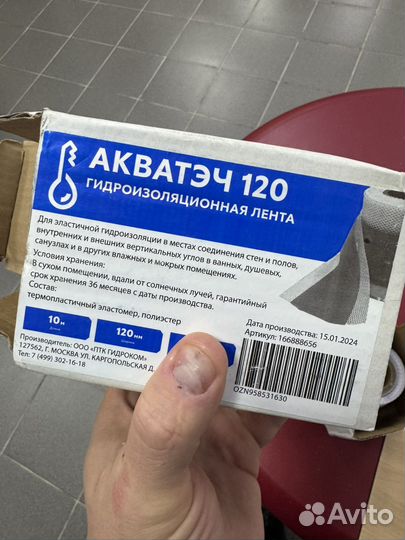 АКВАТЭЧ 120
ГИДРОИЗОЛЯЦИОННАЯ ЛЕНТА
Для эластичной гидроизоляции в местах соединения стен и полов,
внутренних и внешних вертикальных углов в ванных, душевых,
санузлах и в других влажных и мокрых помещениях.
Условия хранения:
В сухом помещении, вдали от солнечных лучей, гарантийный
срок хранения 36 месяцев с даты производства.
Состав:
термопластичный эластомер, полиэстер
10м
Длина
120мм
Ширина
Дата производства: 15.01.2024
Артикул: 166888656
Производитель: ООО «ПТК ГИДРОКОМ»
127562, Г. МОСКВА УЛ. КАРГОПОЛЬСКАЯ Д.
Тел: 7 (499) 302-16-18
OZN958531630
Avito